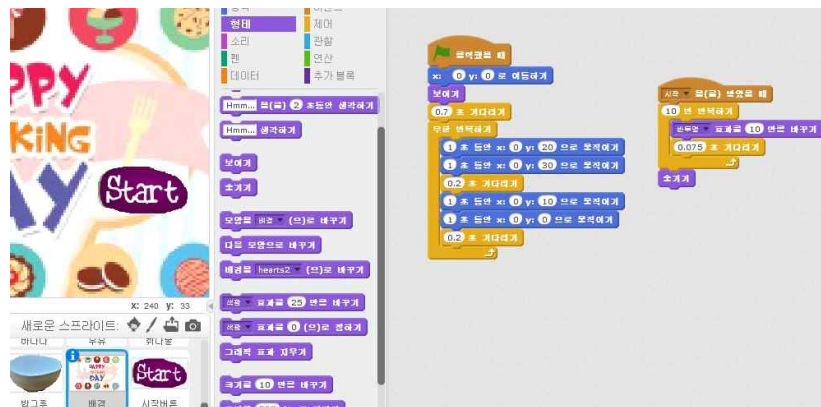 PPY
KiNG
AY
Start
x: 240 y: 33
새로운 스프라이트:
바나나 우유
HAPPY
DAY
Start
배경 시작버튼
형태 제어
소리 관찰
펜 연산
데이터 추가 블록
Hmm... 을(를) 2 초동안 생각하기
Hmm... 생각하기
보이기
숨기기
모양을 배경 (으)로 바꾸기
다음 모양으로 바꾸기
배경을 hearts2 (으)로 바꾸기
색깔 효과를 25 만큼 바꾸기
색깔 효과를 0 (으)로 정하기
그래픽 효과 지우기
크기를 10 만큼 바꾸기
클릭했을 때
x: 0 y: 0 로 이동하기
보이기
0.7 초 기다리기
무한 반복하기
1 초 동안 x: 0 y: 20 으로 움직이기
1 초 동안 x: 0 y: 30 으로 움직이기
0.2 초 기다리기
1 초 동안 x: 0 y: 10 으로 움직이기
1 초 동안 x: 0 y: 0 으로 움직이기
0.2 초 기다리기
시작 을(를) 받았을 때
10 번 반복하기
반투명 효과를 10 만큼 바꾸기
0.075 초 기다리기
숨기기